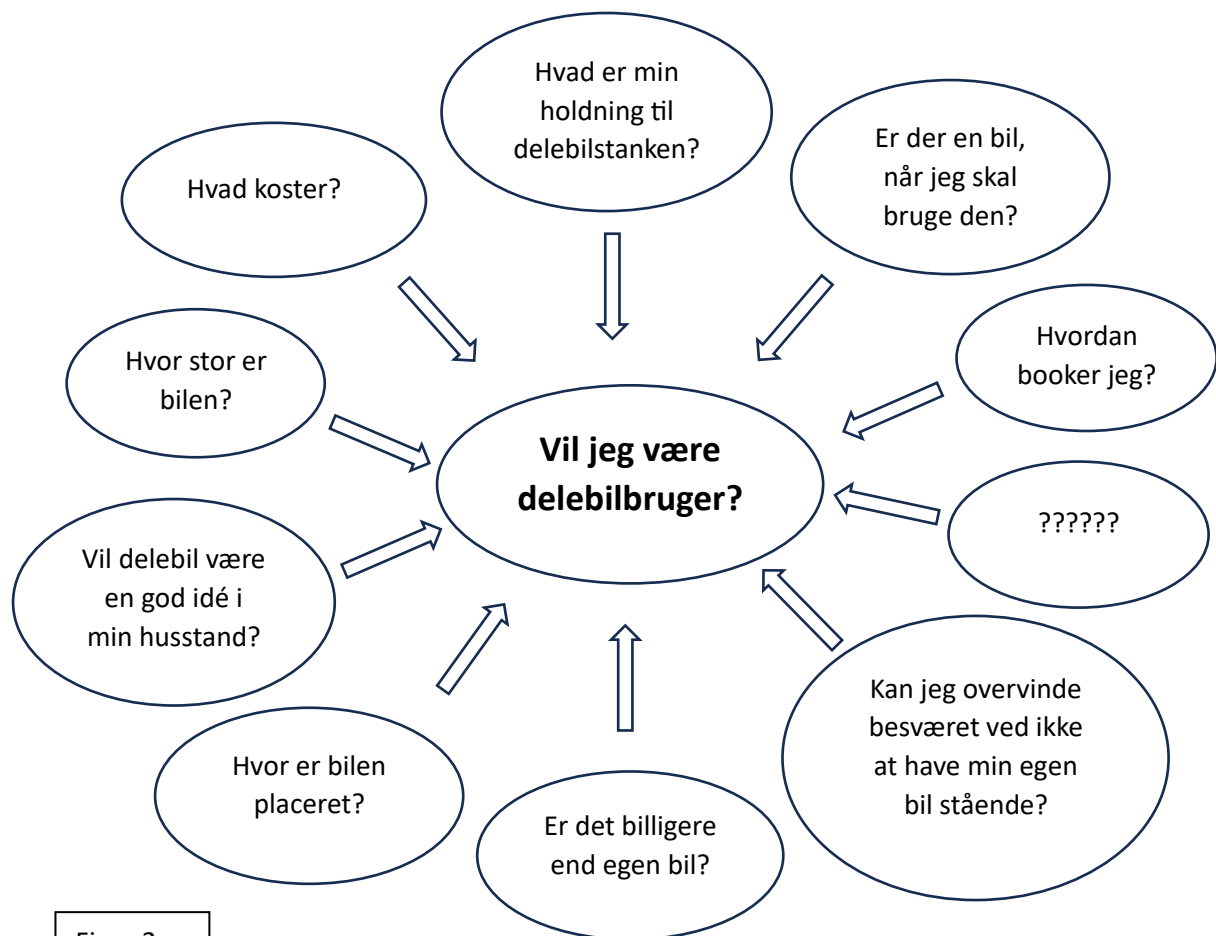 Hvad er min
holdning til
delebilstanken?
Er der en bil,
når jeg skal
bruge den?
Hvad koster?
Hvordan
booker jeg?
Hvor stor er
bilen?
Vil jeg være
delebilbruger?
??????
Vil delebil være
en god idé i
min husstand?
Kan jeg overvinde
besværet ved ikke
at have min egen
bil stående?
Hvor er bilen
placeret?
Er det billigere
end egen bil?